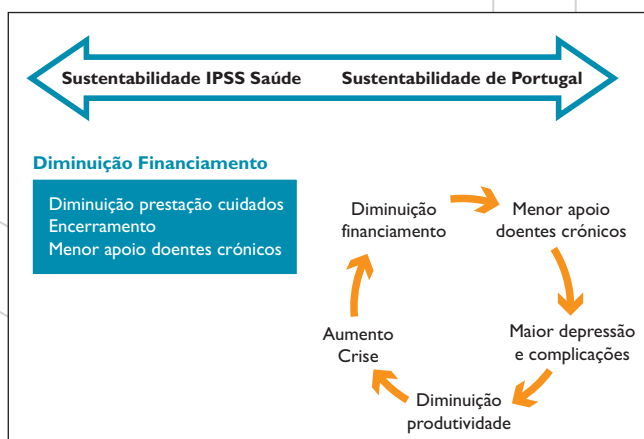 Sustentabilidade IPSS Saúde
Sustentabilidade de Portugal
Diminuição Financiamento
Diminuição prestação cuidados
Encerramento
Menor apoio doentes crónicos
Diminuição
financiamento
Menor apoio
doentes crónicos
Maior depressão
e complicações
Diminuição
produtividade
Aumento
Crise